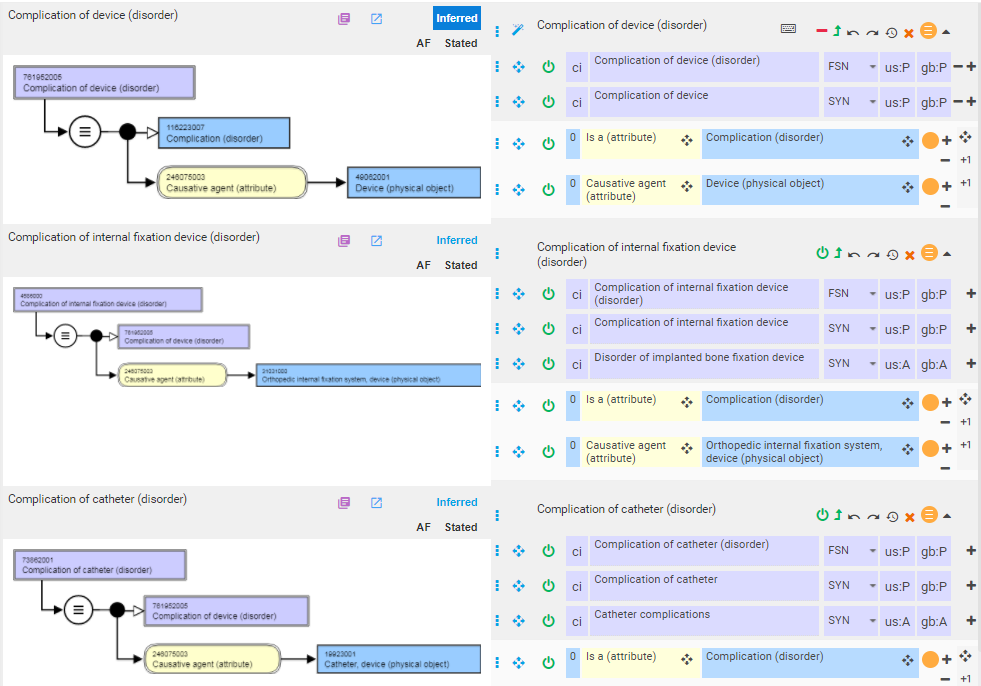 Complication of device (disorder)
Inferred
AF Stated
761952005
Complication of device (disorder)
116223007
Complication (disorder)
246075003
Causative agent (attribute)
49062001
Device (physical object)
Complication of internal fixation device (disorder)
Inferred
AF Stated
Complication of internal fixation device (disorder)
761952005
Complication of device (disorder)
246075003
Causative agent (attribute)
31031000
Orthopedic internal fixation system, device (physical object)
Complication of catheter (disorder)
Inferred
AF Stated
73862001
Complication of catheter (disorder)
761952005
Complication of device (disorder)
246075003
Causative agent (attribute)
19923001
Catheter, device (physical object)
Complication of device (disorder)
ci Complication of device (disorder) FSN us:P gb:P
ci Complication of device SYN us:P gb:P
0 Is a (attribute) Complication (disorder)
+1
0 Causative agent (attribute) Device (physical object) +1
Complication of internal fixation device
(disorder)
ci Complication of internal fixation device (disorder) FSN us:P gb:P
ci Complication of internal fixation device SYN us:P gb:P
ci Disorder of implanted bone fixation device SYN us:A gb:A
0 Is a (attribute) Complication (disorder)
+1
0 Causative agent (attribute) Orthopedic internal fixation system, device (physical object) +1
Complication of catheter (disorder)
ci Complication of catheter (disorder) FSN us:P gb:P
ci Complication of catheter SYN us:P gb:P
ci Catheter complications SYN us:A gb:A
0 Is a (attribute) Complication (disorder)
+1